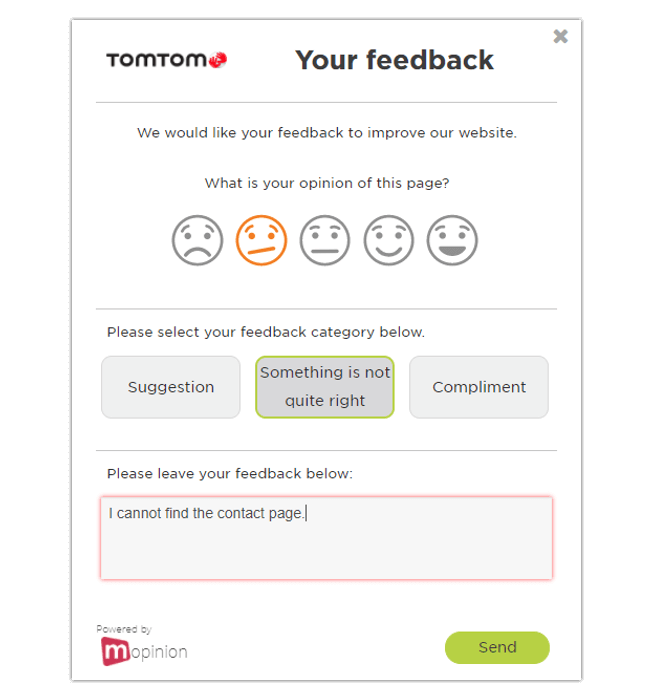 TOMTOM
Your feedback
We would like your feedback to improve our website.
What is your opinion of this page?
Please select your feedback category below.
Suggestion
Something is not
quite right
Compliment
Please leave your feedback below:
I cannot find the contact page.
Powered by
mopinion
Send